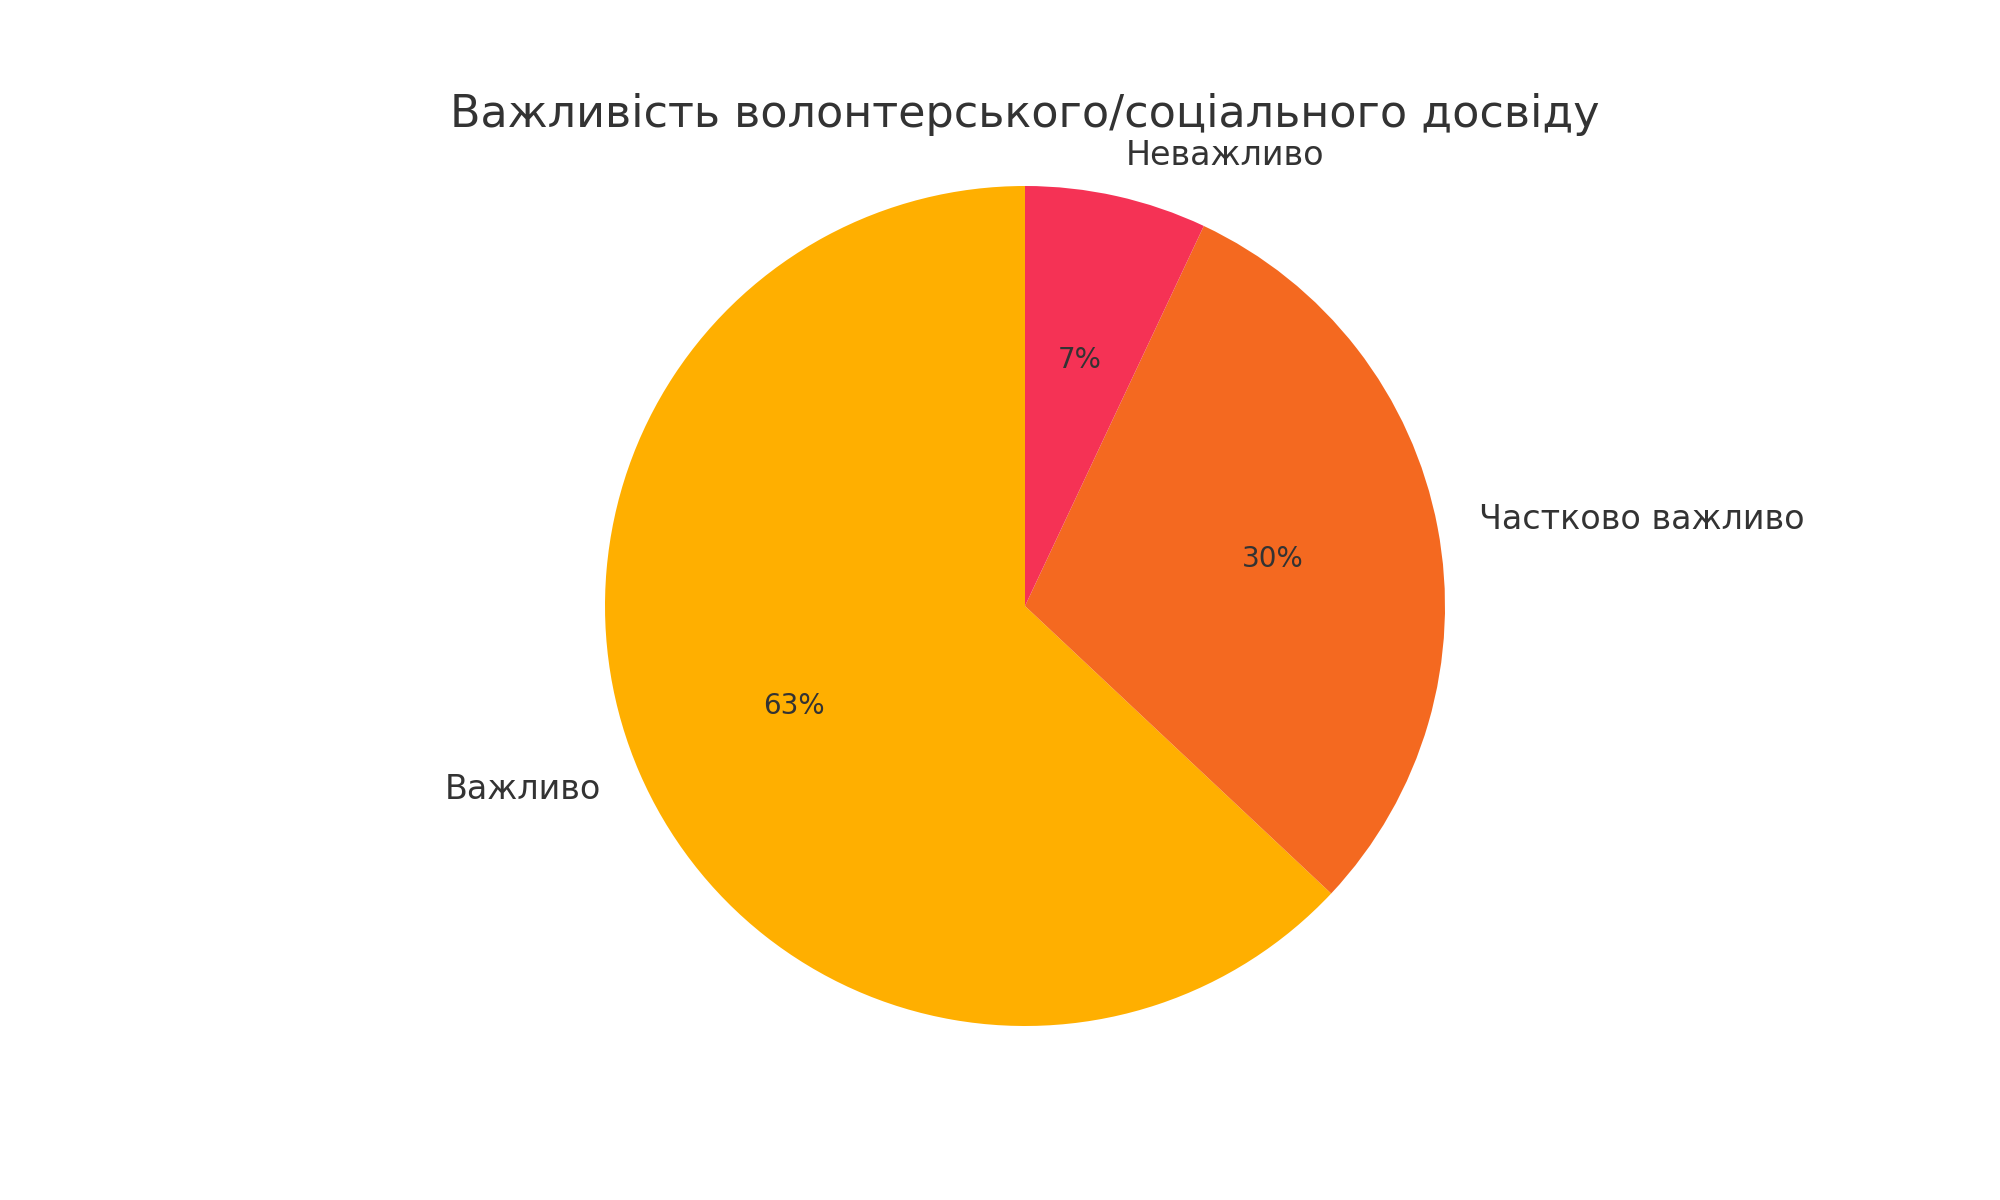 Важливість волонтерського/соціального досвіду
Неважливо
7%
Частково важливо
30%
63%
Важливо